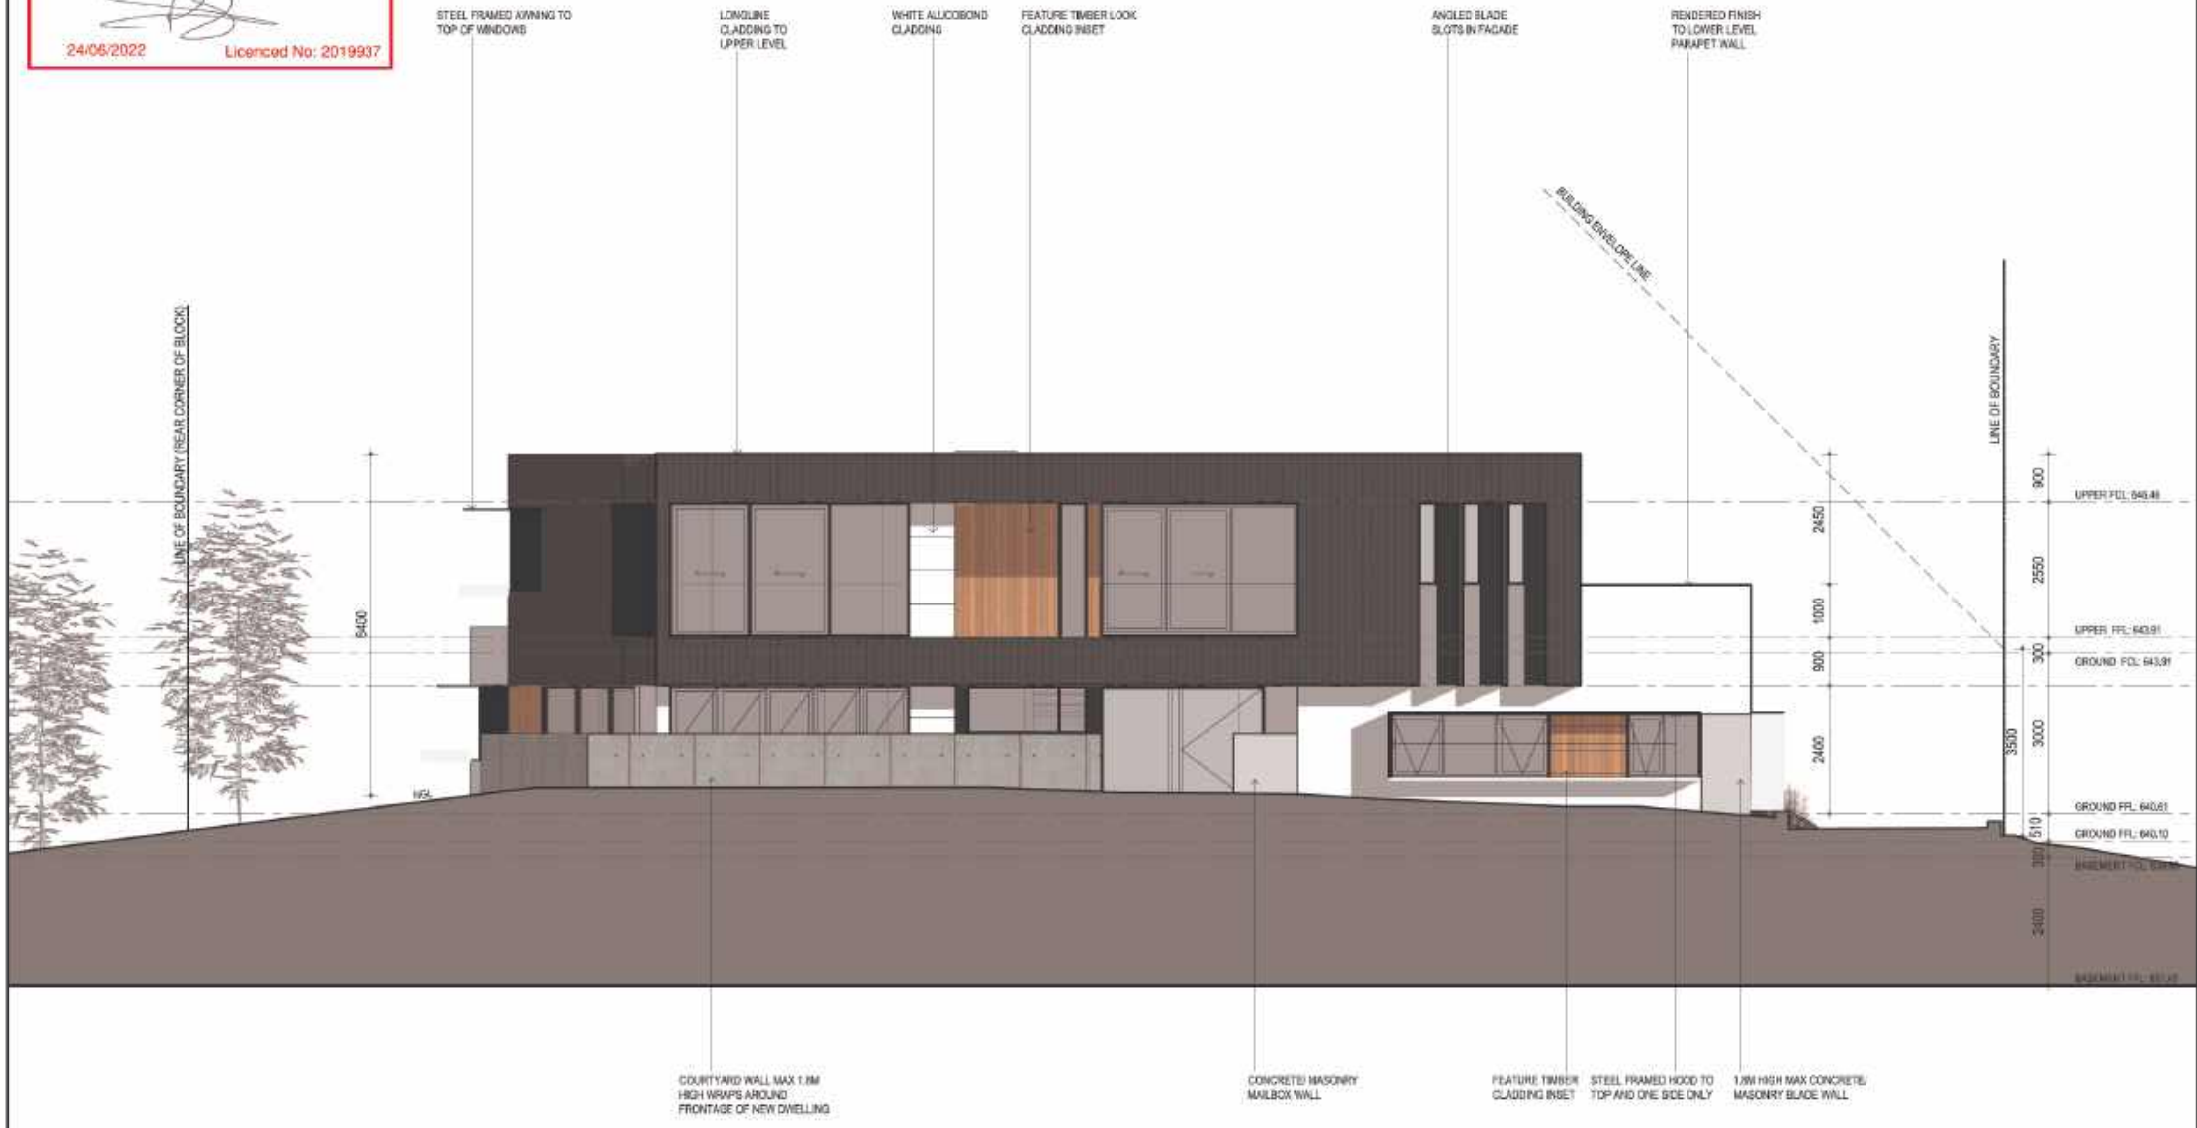 24/06/2022
Licenced No: 2019937
STEEL FRAMED AWNING TO
TOP OF WINDOWS
LONGLINE
CLADDING TO
UPPER LEVEL
WHITE ALUCOBOND
CLADDING
FEATURE TIMBER LOOK
CLADDING INSET
ANGLED BLADE
SLOTS IN FACADE
RENDERED FINISH
TO LOWER LEVEL
PARAPET WALL
BUILDING ENVELOPE LINE
LINE OF BOUNDARY (REAR CORNER OF BLOCK)
LINE OF BOUNDARY
6400
NGL
2450
1000
900
2400
900
2550
300
3000
3500
510
2400
UPPER FCL: 646.46
UPPER FFL: 643.91
GROUND FCL: 643.91
GROUND FFL: 640.61
GROUND FFL: 640.10
BASEMENT FCL:
BASEMENT FFL:
COURTYARD WALL MAX 1.8M
HIGH WRAPS AROUND
FRONTAGE OF NEW DWELLING
CONCRETE/ MASONRY
MAILBOX WALL
FEATURE TIMBER
CLADDING INSET
STEEL FRAMED HOOD TO
TOP AND ONE SIDE ONLY
1.8M HIGH MAX CONCRETE/
MASONRY BLADE WALL